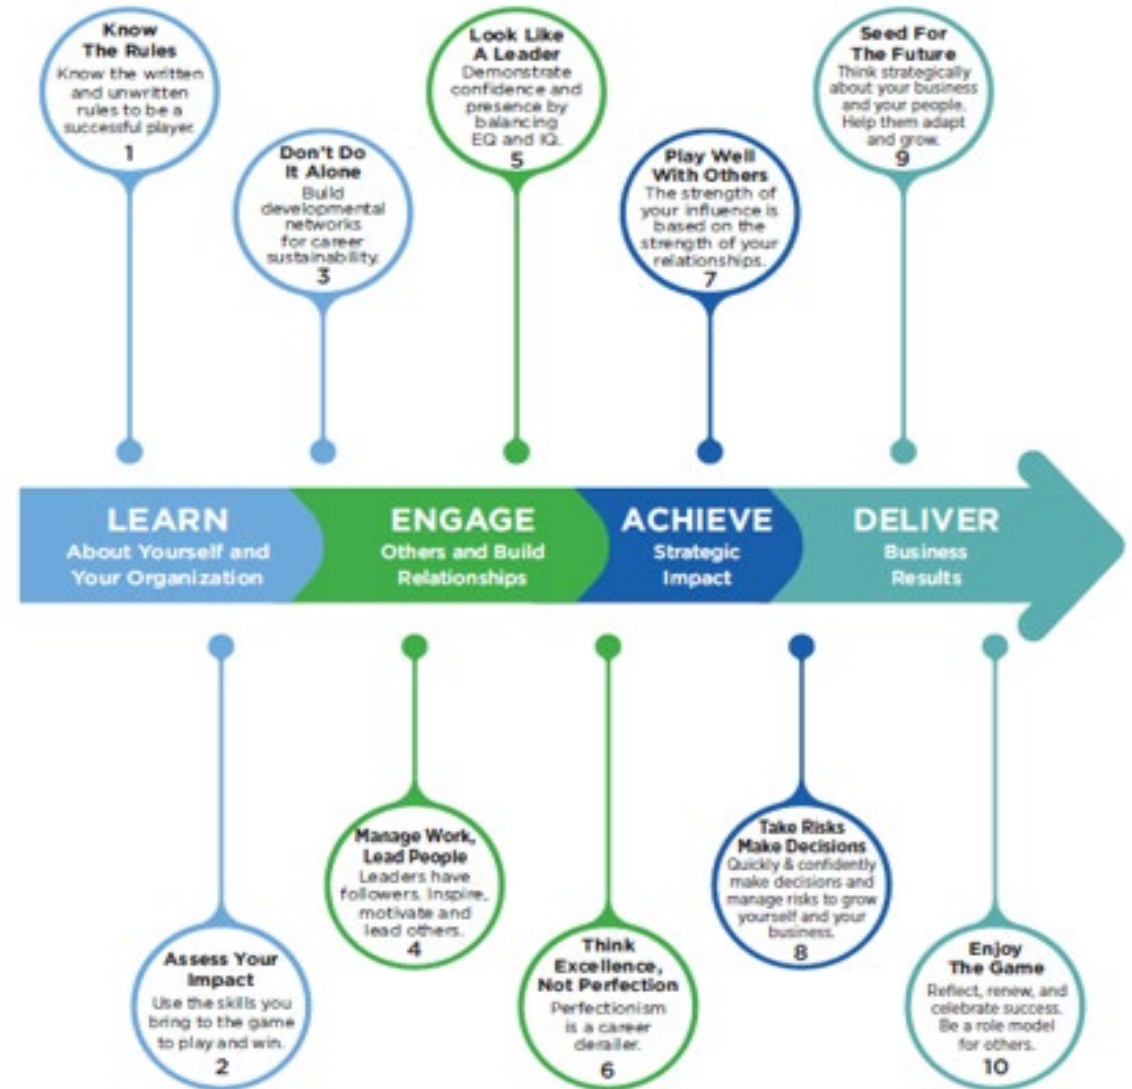 Know
The Rules
Know the written
and unwritten
rules to be a
successful player.
1
Don't Do
It Alone
Build
developmental
networks
for career
sustainability.
3
Look Like
A Leader
Demonstrate
confidence and
presence by
balancing
EQ and IQ.
5
Play Well
With Others
The strength of
your influence is
based on the
strength of your
relationships.
7
Seed For
The Future
Think strategically
about your business
and your people.
Help them adapt
and grow.
9
LEARN
About Yourself and
Your Organization
ENGAGE
Others and Build
Relationships
ACHIEVE
Strategic
Impact
DELIVER
Business
Results
Assess Your
Impact
Use the skills you
bring to the game
to play and win.
2
Manage Work,
Lead People
Leaders have
followers. Inspire,
motivate and
lead others.
4
Think
Excellence,
Not Perfection
Perfectionism
is a career
derailer.
6
Take Risks
Make Decisions
Quickly & confidently
make decisions and
manage risks to grow
yourself and your
business.
8
Enjoy
The Game
Reflect, renew, and
celebrate success.
Be a role model
for others.
10